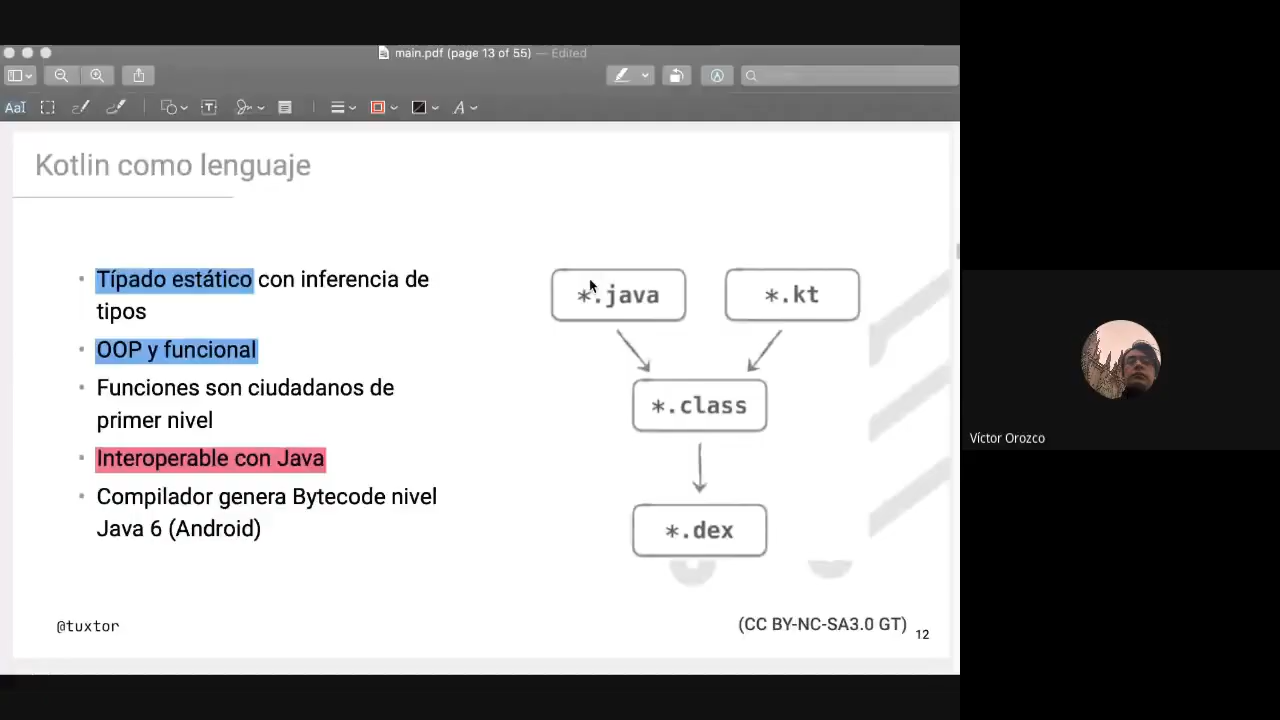 main.pdf (page 13 of 55) — Edited
AaI
T
A
A
Kotlin como lenguaje
• Típado estático con inferencia de
tipos
• OOP y funcional
• Funciones son ciudadanos de
primer nivel
• Interoperable con Java
• Compilador genera Bytecode nivel
Java 6 (Android)
*.java
*.kt
*.class
*.dex
@tuxtor
(CC BY-NC-SA3.0 GT)
12
Víctor Orozco